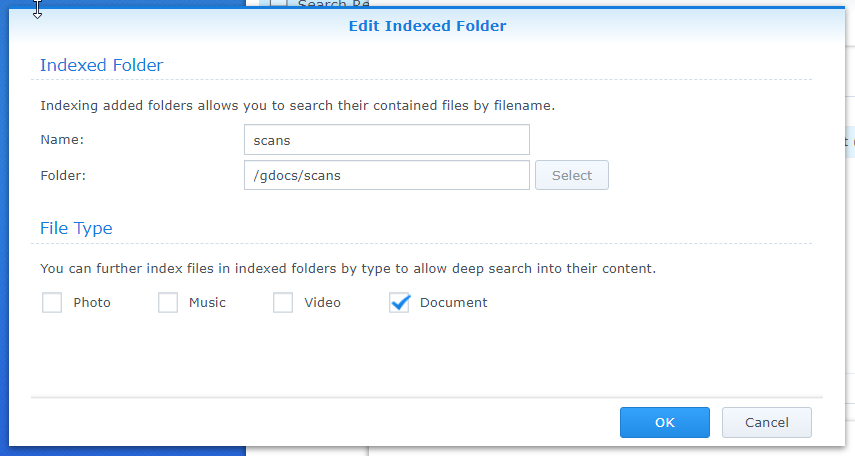 Search Re
Edit Indexed Folder
Indexed Folder
Indexing added folders allows you to search their contained files by filename.
Name:
scans
Folder:
/gdocs/scans
Select
File Type
You can further index files in indexed folders by type to allow deep search into their content.
Photo
Music
Video
Document
OK
Cancel